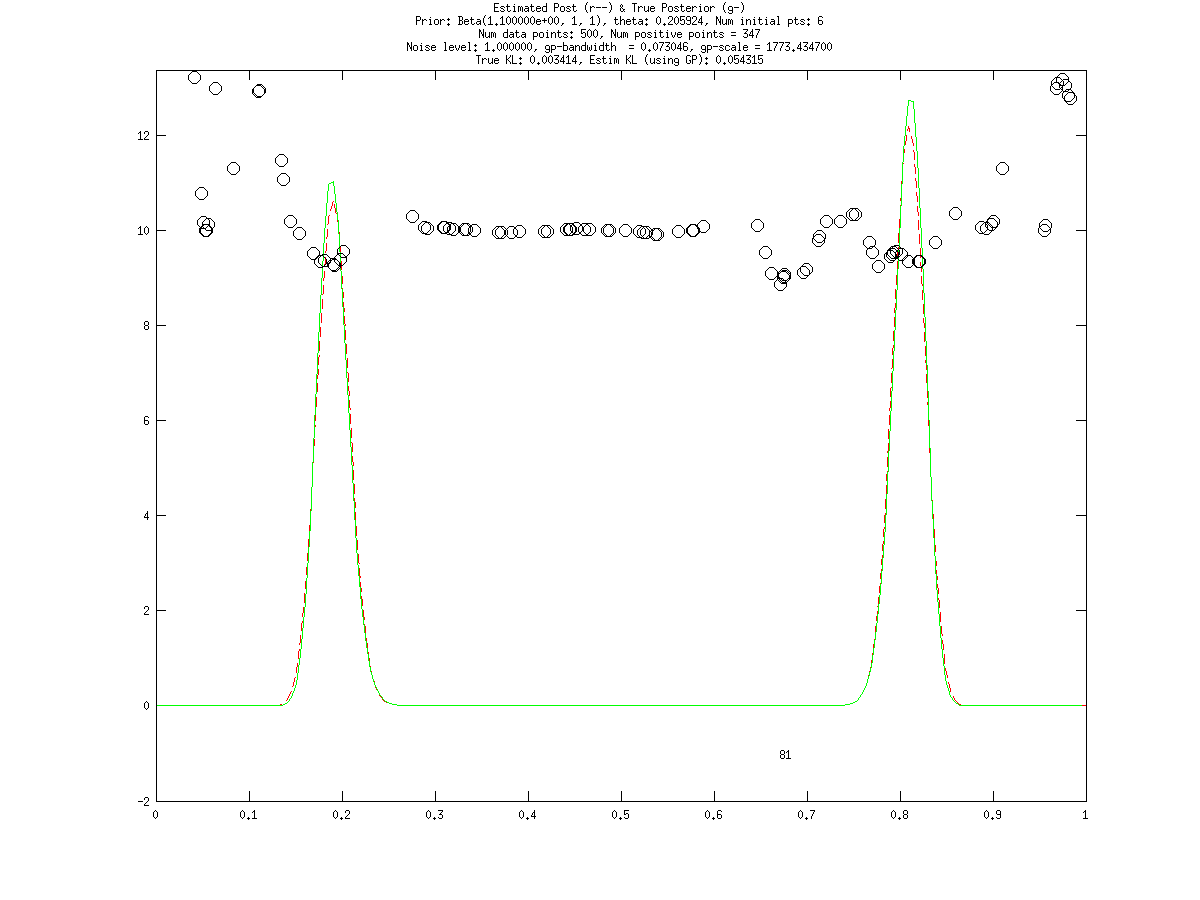 Estimated Post (r--) & True Posterior (g-)
Prior: Beta(1.100000e+00, 1, 1), theta: 0.205924, Num initial pts: 6
Num data points: 500, Num positive points = 347
Noise level: 1.000000, gp-bandwidth  = 0.073046, gp-scale = 1773.434700
True KL: 0.003414, Estim KL (using GP): 0.054315
12
10
8
6
4
2
0
81
-2
0 0.1 0.2 0.3 0.4 0.5 0.6 0.7 0.8 0.9 1